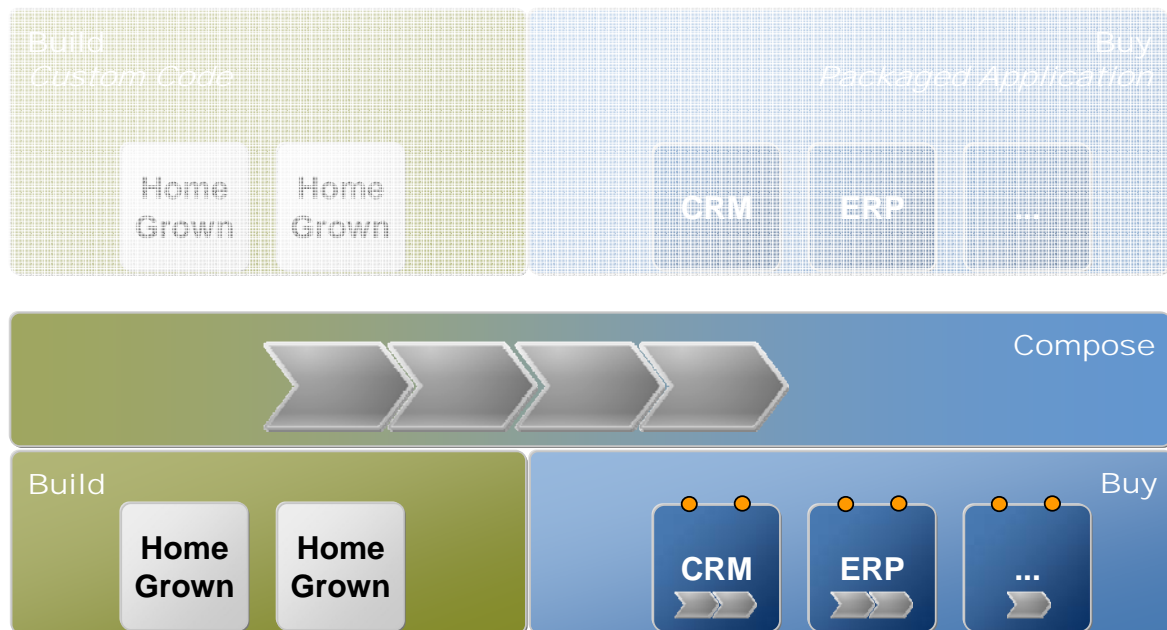 Build
Custom Code
Buy
Packaged Application
Home
Grown
Home
Grown
CRM
ERP
...
Compose
Build
Buy
Home
Grown
Home
Grown
CRM
ERP
...